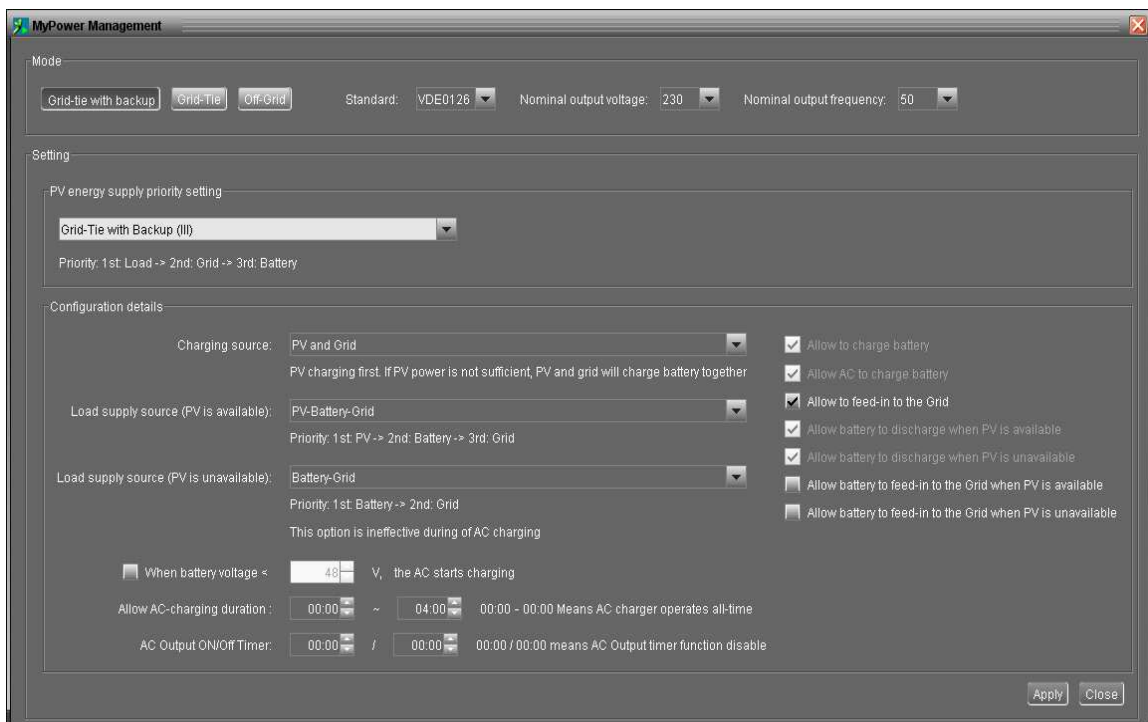 MyPower Management
Mode
Grid-tie with backup Grid-Tie Off-Grid Standard: VDE0126 Nominal output voltage: 230 Nominal output frequency: 50
Setting
PV energy supply priority setting
Grid-Tie with Backup (III)
Priority: 1st: Load -> 2nd: Grid -> 3rd: Battery
Configuration details
Charging source: PV and Grid
PV charging first. If PV power is not sufficient, PV and grid will charge battery together
Load supply source (PV is available): PV-Battery-Grid
Priority: 1st: PV -> 2nd: Battery -> 3rd: Grid
Load supply source (PV is unavailable): Battery-Grid
Priority: 1st: Battery -> 2nd: Grid
This option is ineffective during of AC charging
Allow to charge battery
Allow AC to charge battery
Allow to feed-in to the Grid
Allow battery to discharge when PV is available
Allow battery to discharge when PV is unavailable
Allow battery to feed-in to the Grid when PV is available
Allow battery to feed-in to the Grid when PV is unavailable
When battery voltage < 48 V, the AC starts charging
Allow AC-charging duration : 00:00 ~ 04:00 00:00 - 00:00 Means AC charger operates all-time
AC Output ON/Off Timer: 00:00 / 00:00 00:00 / 00:00 means AC Output timer function disable
Apply Close